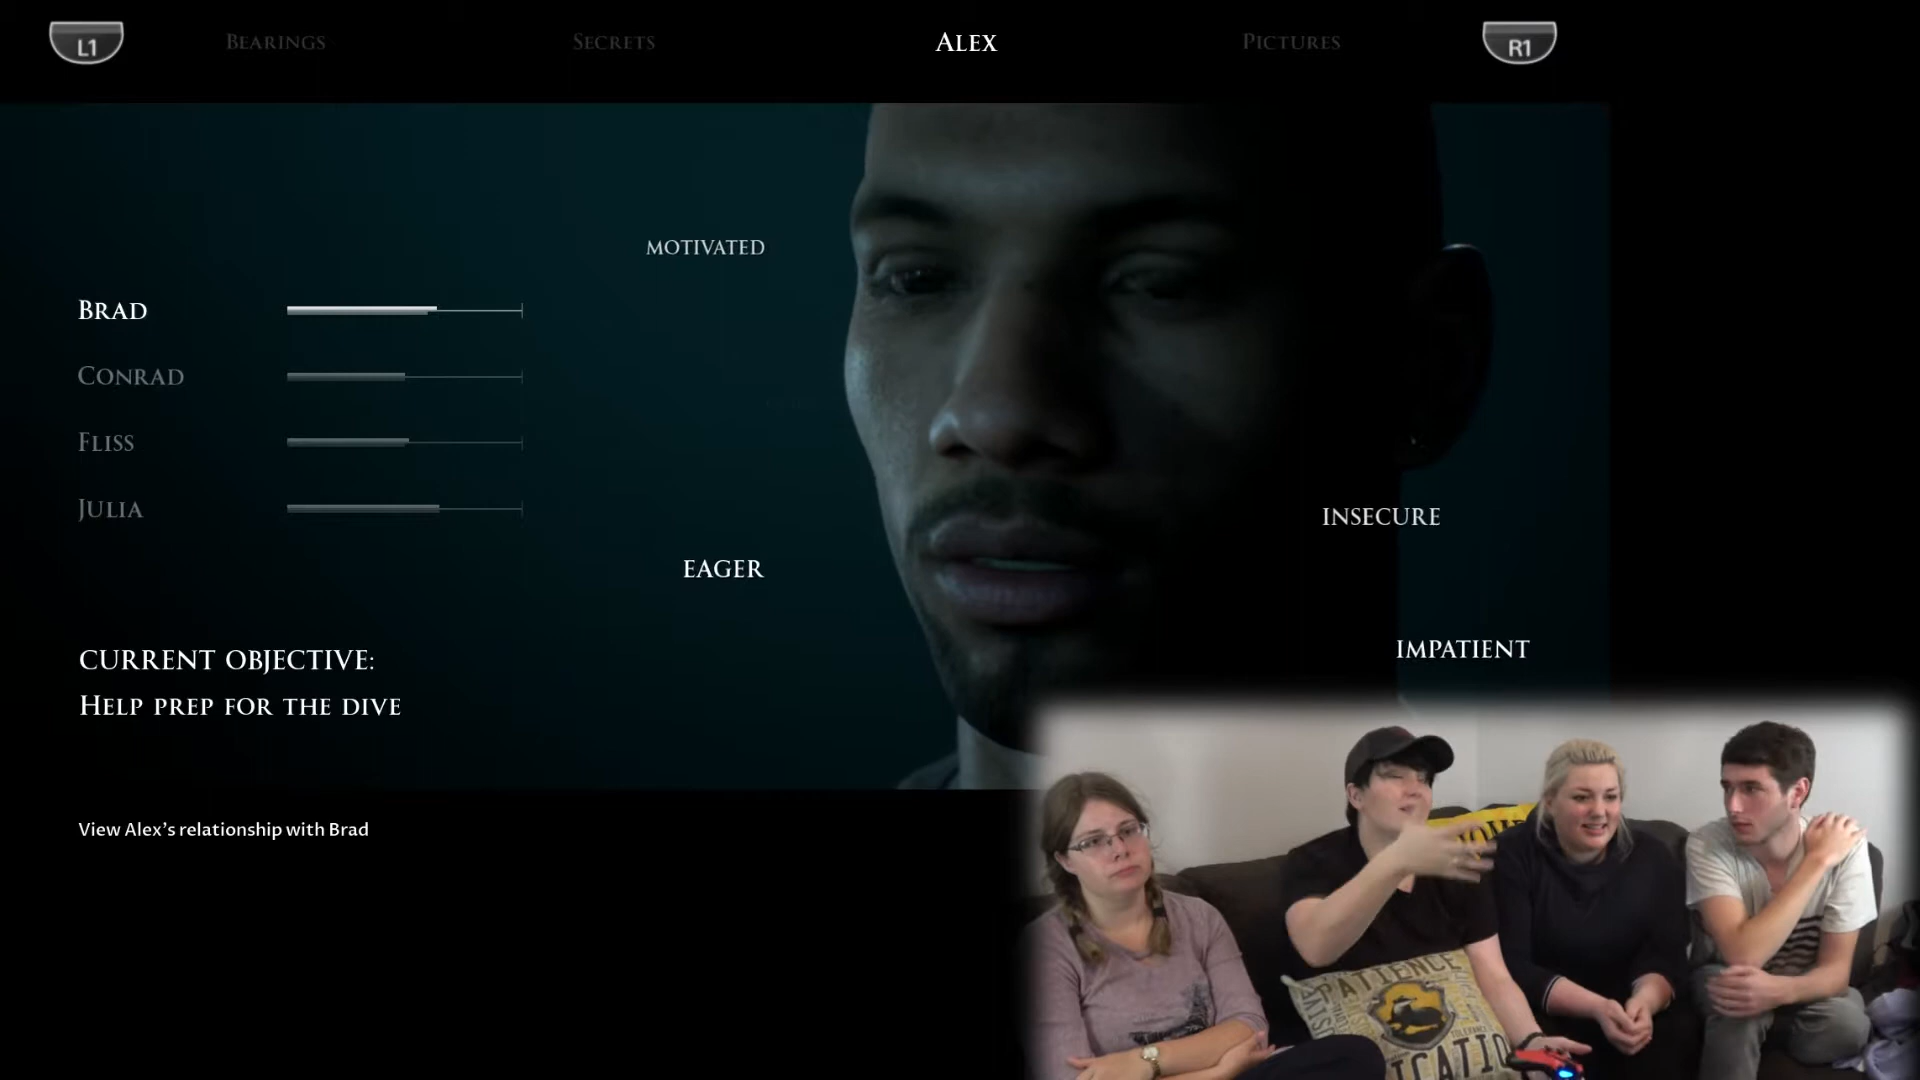 L1
Bearings
Secrets
Alex
Pictures
R1
MOTIVATED
Brad
Conrad
Fliss
Julia
INSECURE
EAGER
IMPATIENT
CURRENT OBJECTIVE:
Help prep for the dive
View Alex's relationship with Brad
PATIENCE